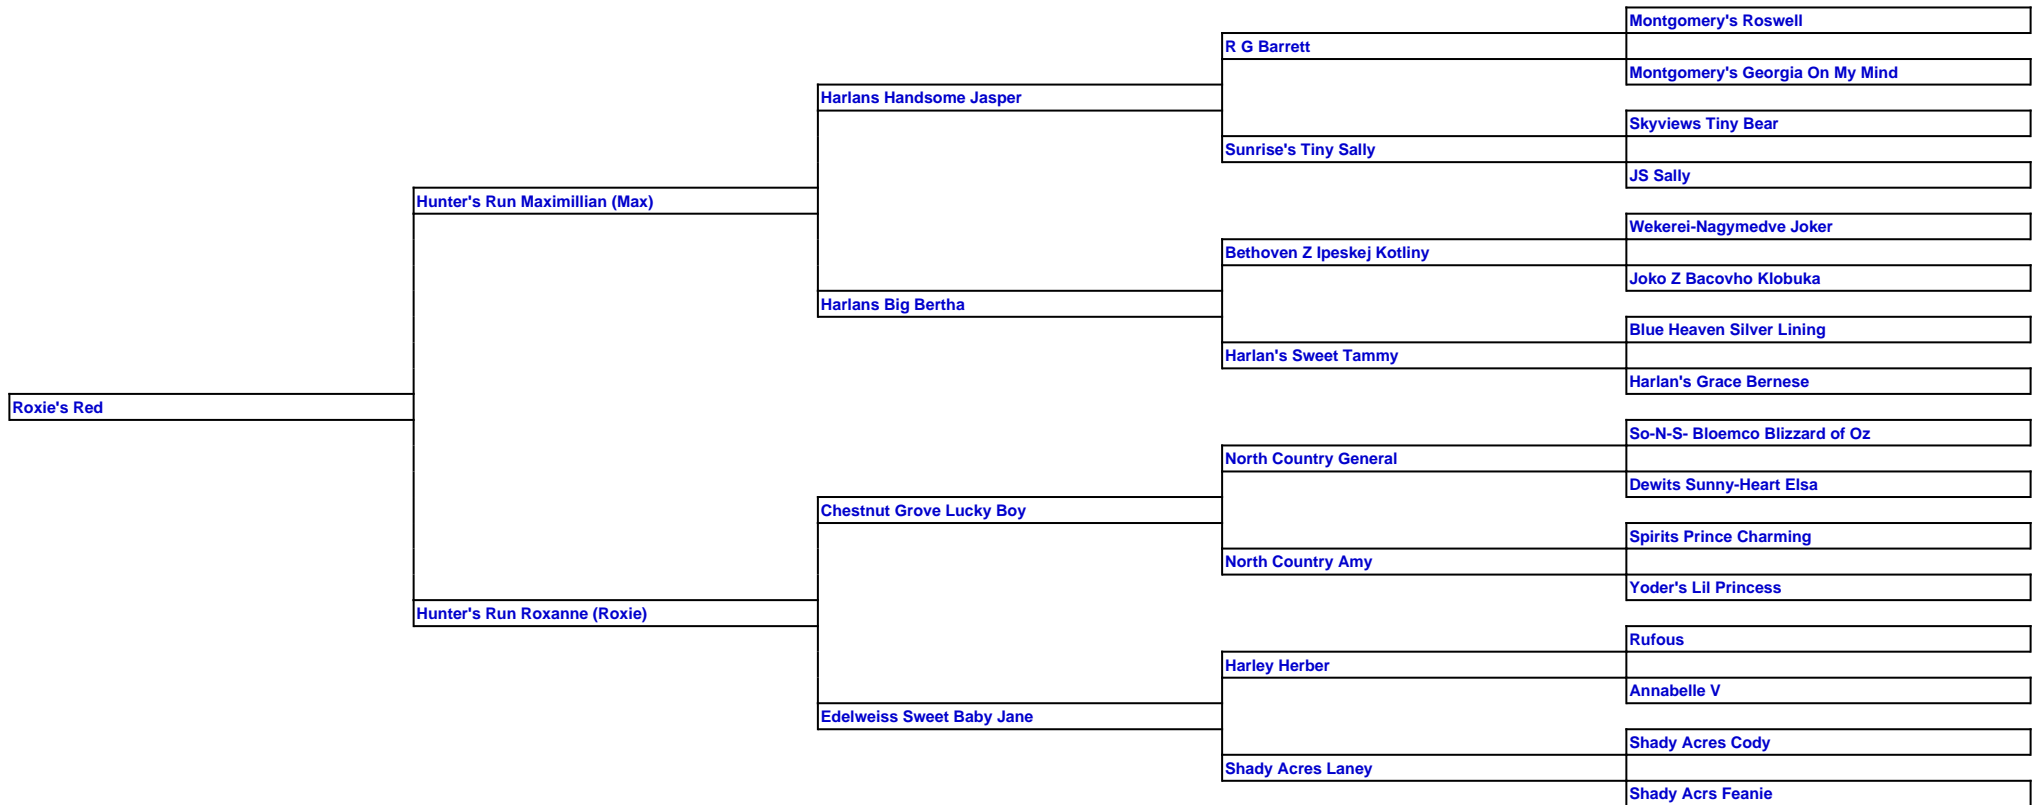 Montgomery's Roswell
R G Barrett
Montgomery's Georgia On My Mind
Harlans Handsome Jasper
Skyviews Tiny Bear
Sunrise's Tiny Sally
JS Sally
Hunter's Run Maximillian (Max)
Wekerei-Nagymedve Joker
Bethoven Z Ipeskej Kotliny
Joko Z Bacovho Klobuka
Harlans Big Bertha
Blue Heaven Silver Lining
Harlan's Sweet Tammy
Harlan's Grace Bernese
Roxie's Red
So-N-S- Bloemco Blizzard of Oz
North Country General
Dewits Sunny-Heart Elsa
Chestnut Grove Lucky Boy
Spirits Prince Charming
North Country Amy
Yoder's Lil Princess
Hunter's Run Roxanne (Roxie)
Rufous
Harley Herber
Annabelle V
Edelweiss Sweet Baby Jane
Shady Acres Cody
Shady Acres Laney
Shady Acrs Feanie